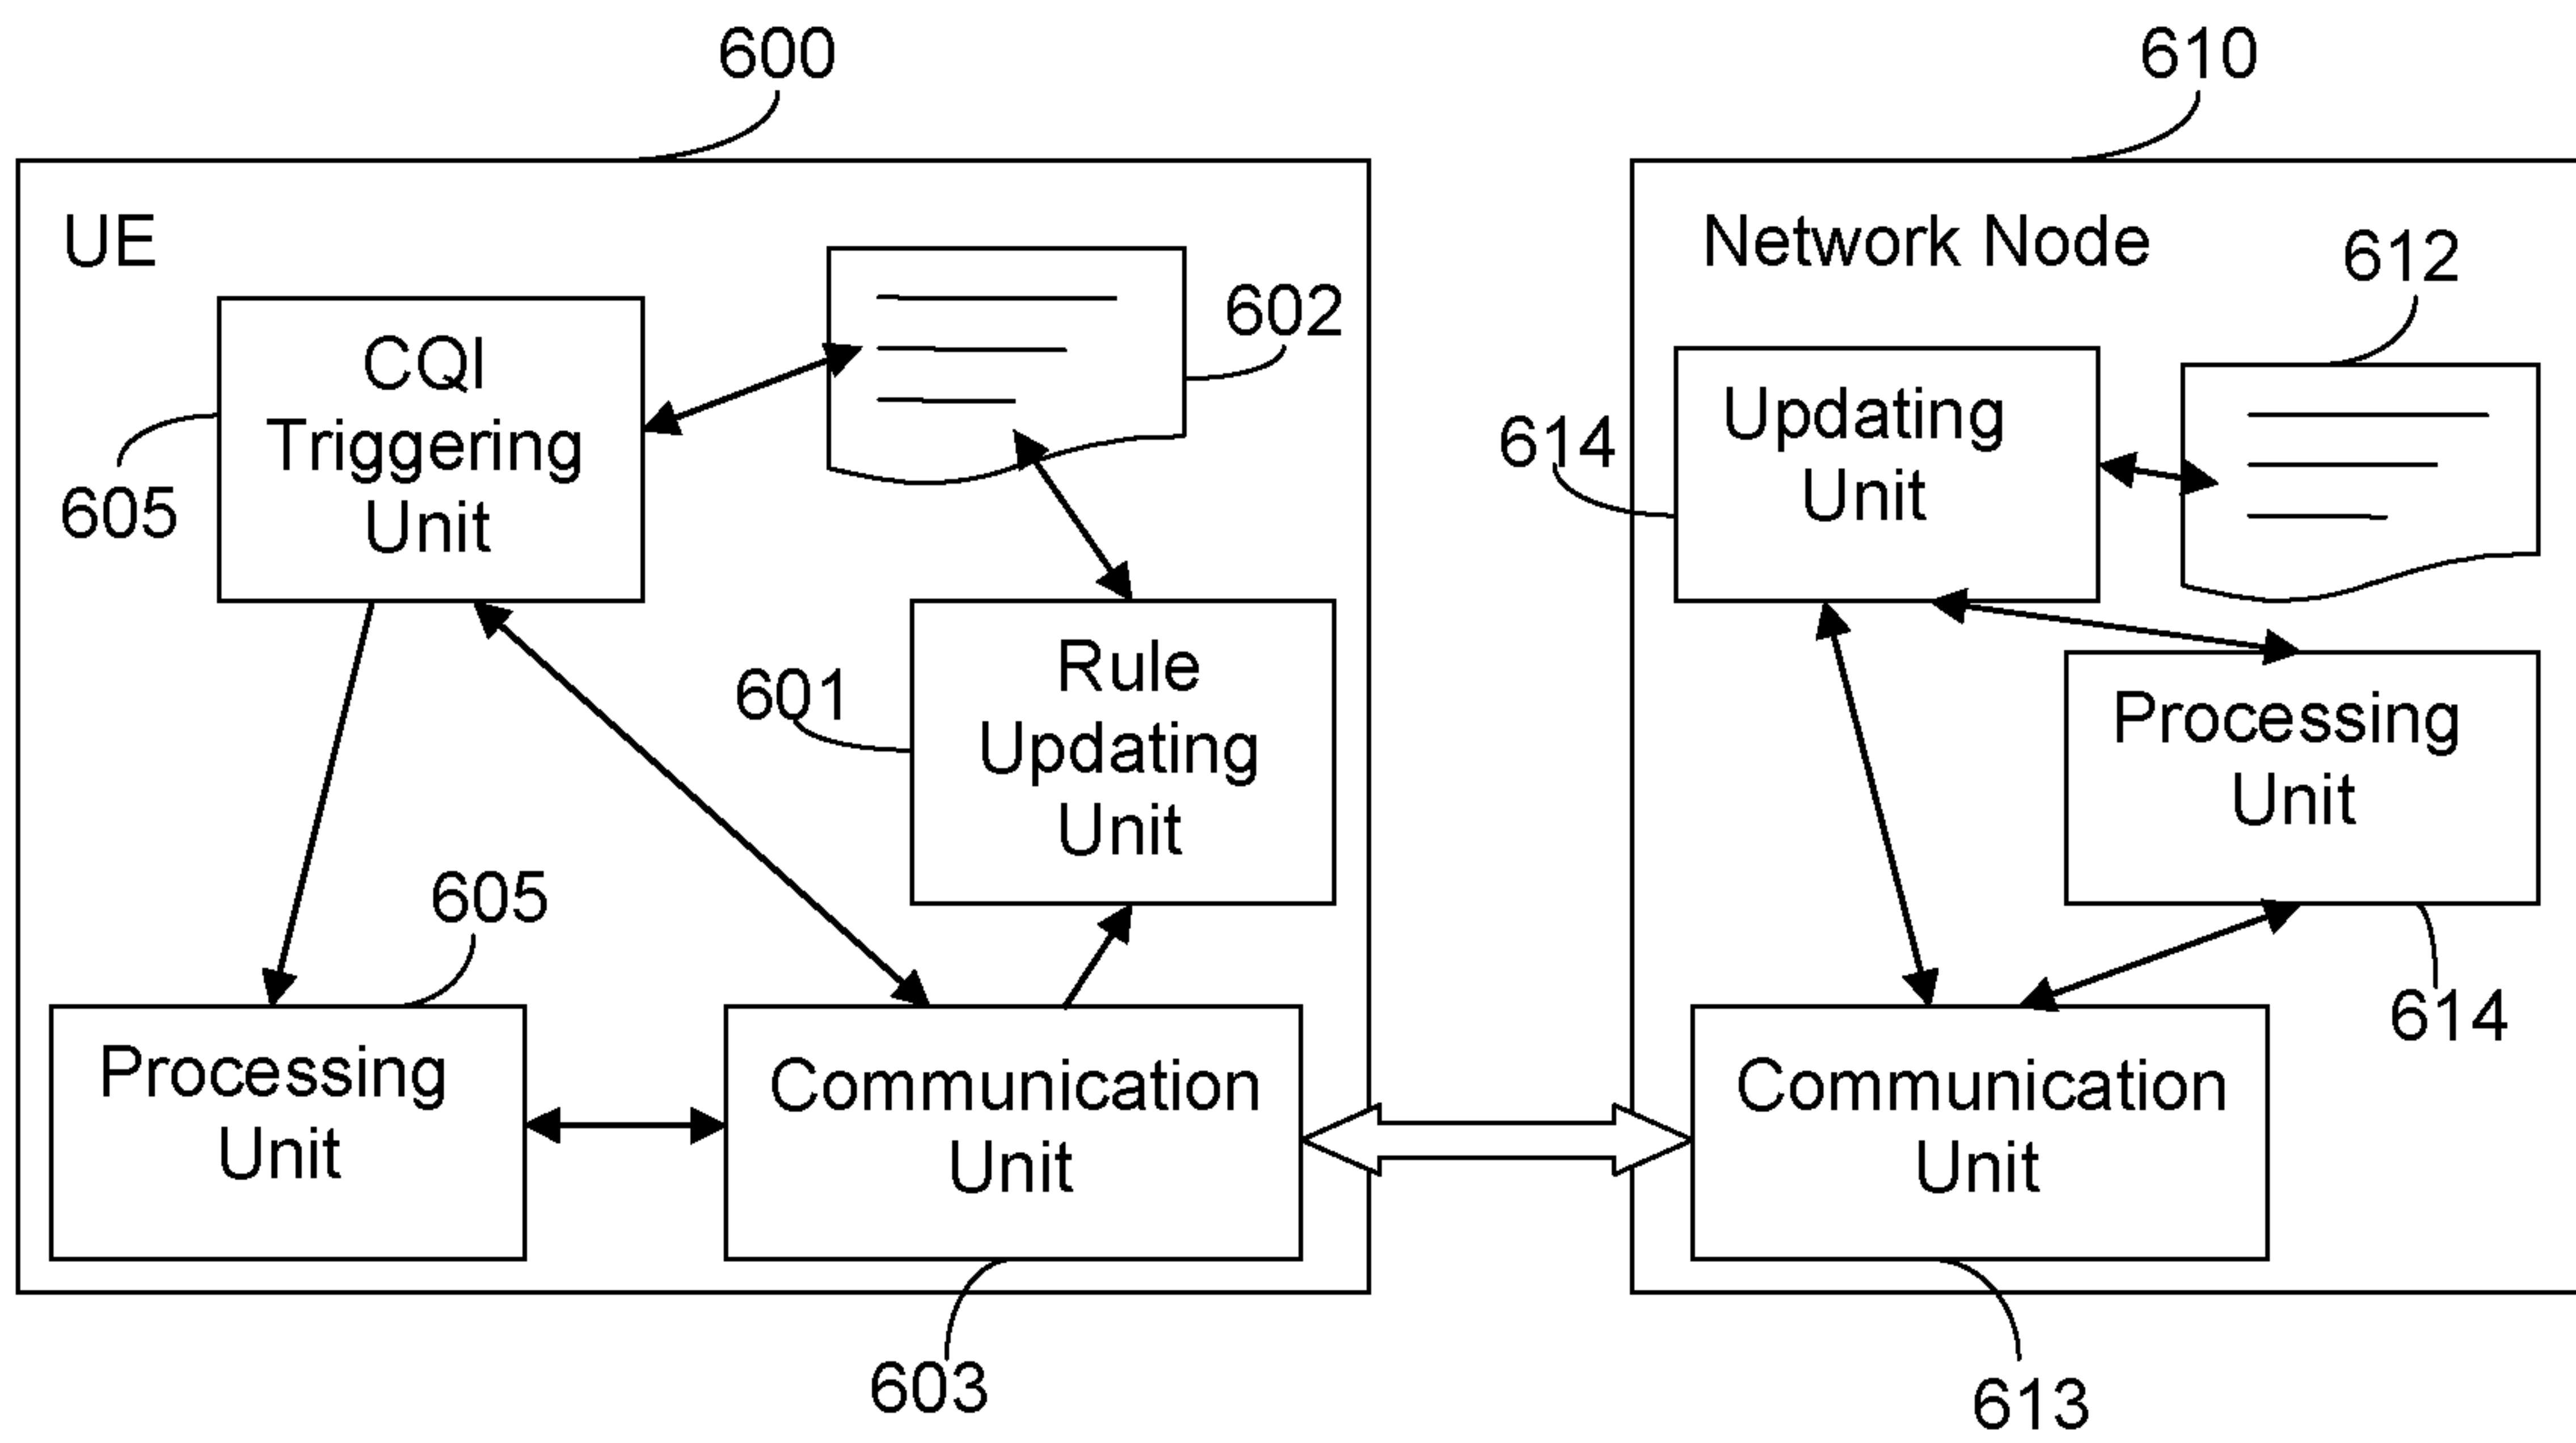 600
610
UE
Network Node
612
602
CQI
Triggering
Unit
605
Updating
Unit
614
Rule
Updating
Unit
601
Processing
Unit
614
605
Processing
Unit
Communication
Unit
603
Communication
Unit
613